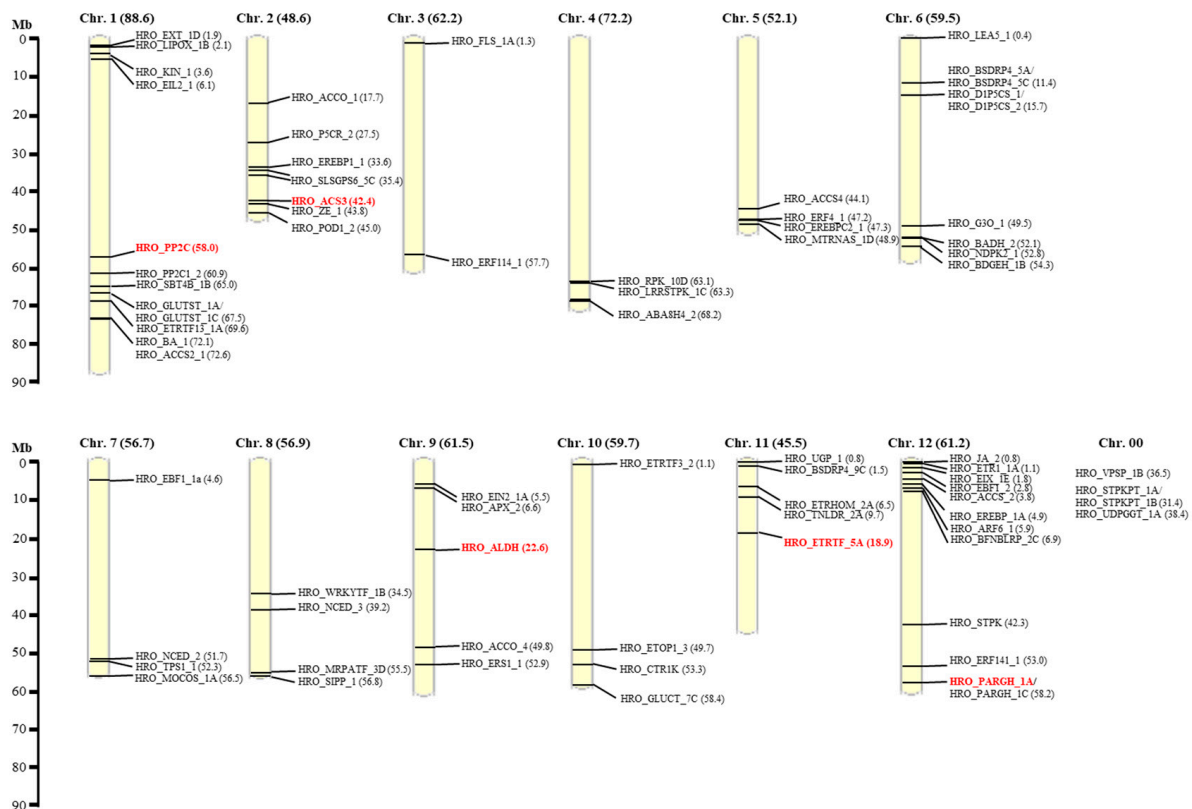 Mb
Chr. 1 (88.6)
Chr. 2 (48.6)
Chr. 3 (62.2)
Chr. 4 (72.2)
Chr. 5 (52.1)
Chr. 6 (59.5)
0
10
20
30
40
50
60
70
80
90
HRO_EXT_1D (1.9)
HRO_LIPOX_1B (2.1)
HRO_KIN_1 (3.6)
HRO_EIL2_1 (6.1)
HRO_PP2C (58.0)
HRO_PP2C1_2 (60.9)
HRO_SBT4B_1B (65.0)
HRO_GLUTST_1A/
HRO_GLUTST_1C (67.5)
HRO_ETRTF13_1A (69.6)
HRO_BA_1 (72.1)
HRO_ACCS2_1 (72.6)
HRO_ACCO_1 (17.7)
HRO_P5CR_2 (27.5)
HRO_EREBP1_1 (33.6)
HRO_SLSGPS6_5C (35.4)
HRO_ACS3 (42.4)
HRO_ZE_1 (43.8)
HRO_POD1_2 (45.0)
HRO_FLS_1A (1.3)
HRO_ERF114_1 (57.7)
HRO_RPK_10D (63.1)
HRO_LRRSTPK_1C (63.3)
HRO_ABA8H4_2 (68.2)
HRO_ACCS4 (44.1)
HRO_ERF4_1 (47.2)
HRO_EREBPC2_1 (47.3)
HRO_MTRNAS_1D (48.9)
HRO_LEA5_1 (0.4)
HRO_BSDRP4_5A/
HRO_BSDRP4_5C (11.4)
HRO_D1P5CS_1/
HRO_D1P5CS_2 (15.7)
HRO_G3O_1 (49.5)
HRO_BADH_2 (52.1)
HRO_NDPK2_1 (52.8)
HRO_BDGEH_1B (54.3)
Mb
Chr. 7 (56.7)
Chr. 8 (56.9)
Chr. 9 (61.5)
Chr. 10 (59.7)
Chr. 11 (45.5)
Chr. 12 (61.2)
Chr. 00
0
10
20
30
40
50
60
70
80
90
HRO_EBF1_1a (4.6)
HRO_NCED_2 (51.7)
HRO_TPS1_1 (52.3)
HRO_MOCOS_1A (56.5)
HRO_WRKYTF_1B (34.5)
HRO_NCED_3 (39.2)
HRO_MRPATF_3D (55.5)
HRO_SIPP_1 (56.8)
HRO_EIN2_1A (5.5)
HRO_APX_2 (6.6)
HRO_ALDH (22.6)
HRO_ACCO_4 (49.8)
HRO_ERS1_1 (52.9)
HRO_ETRTF3_2 (1.1)
HRO_ETOP1_3 (49.7)
HRO_CTR1K (53.3)
HRO_GLUCT_7C (58.4)
HRO_UGP_1 (0.8)
HRO_BSDRP4_9C (1.5)
HRO_ETRHOM_2A (6.5)
HRO_TNLDR_2A (9.7)
HRO_ETRTF_5A (18.9)
HRO_JA_2 (0.8)
HRO_ETR1_1A (1.1)
HRO_EIX_1E (1.8)
HRO_EBF1_2 (2.8)
HRO_ACCS_2 (3.8)
HRO_EREBP_1A (4.9)
HRO_ARF6_1 (5.9)
HRO_BFNBLRP_2C (6.9)
HRO_STPK (42.3)
HRO_ERF141_1 (53.0)
HRO_PARGH_1A/
HRO_PARGH_1C (58.2)
HRO_VPSP_1B (36.5)
HRO_STPKPT_1A/
HRO_STPKPT_1B (31.4)
HRO_UDPGGT_1A (38.4)